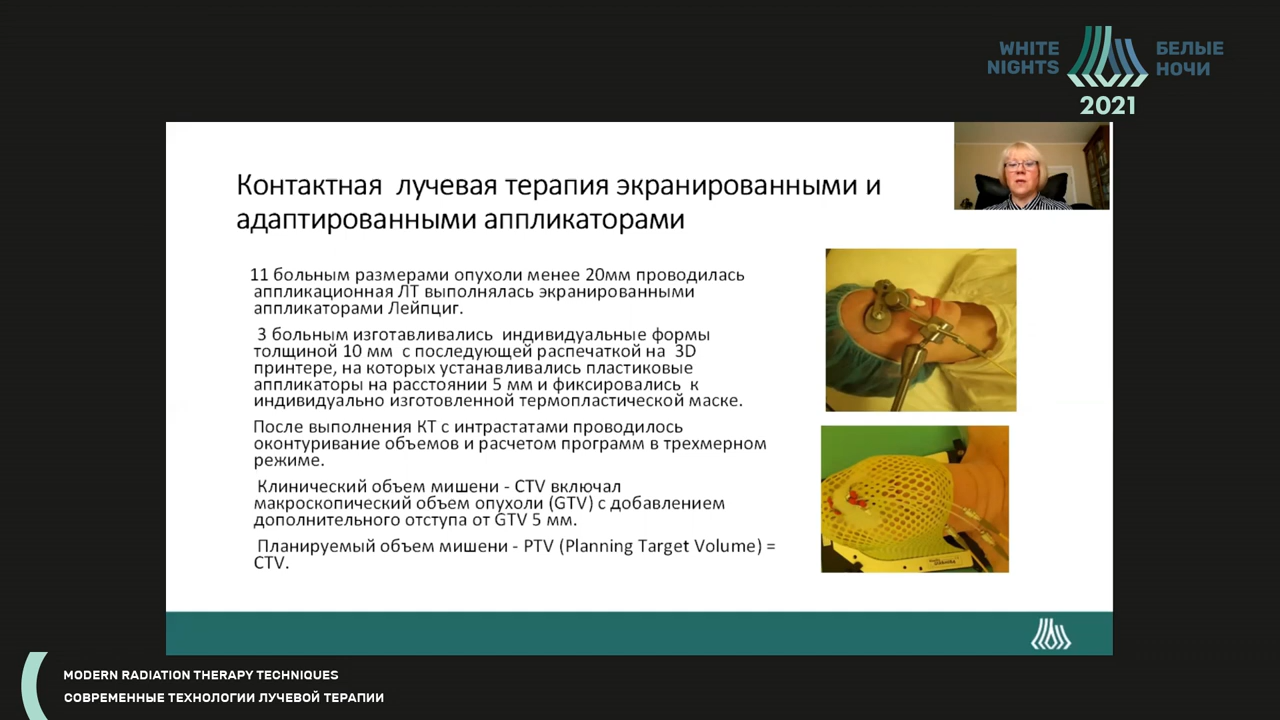 WHITE
NIGHTS
БЕЛЫЕ
НОЧИ
2021
Контактная лучевая терапия экранированными и
адаптированными аппликаторами
11 больным размерами опухоли менее 20мм проводилась
аппликационная ЛТ выполнялась экранированными
аппликаторами Лейпциг.
3 больным изготавливались индивидуальные формы
толщиной 10 мм с последующей распечаткой на 3D
принтере, на которых устанавливались пластиковые
аппликаторы на расстоянии 5 мм и фиксировались к
индивидуально изготовленной термопластической маске.
После выполнения КТ с интрастатами проводилось
оконтуривание объемов и расчетом программ в трехмерном
режиме.
Клинический объем мишени - CTV включал
макроскопический объем опухоли (GTV) с добавлением
дополнительного отступа от GTV 5 мм.
Планируемый объем мишени - PTV (Planning Target Volume) =
CTV.
MODERN RADIATION THERAPY TECHNIQUES
СОВРЕМЕННЫЕ ТЕХНОЛОГИИ ЛУЧЕВОЙ ТЕРАПИИ